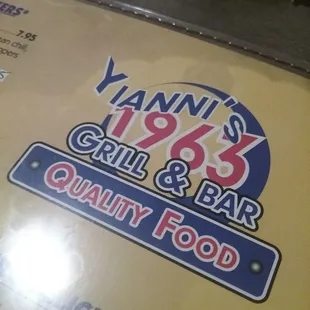 7.95
YIANNI'S
1963
GRILL & BAR
QUALITY FOOD